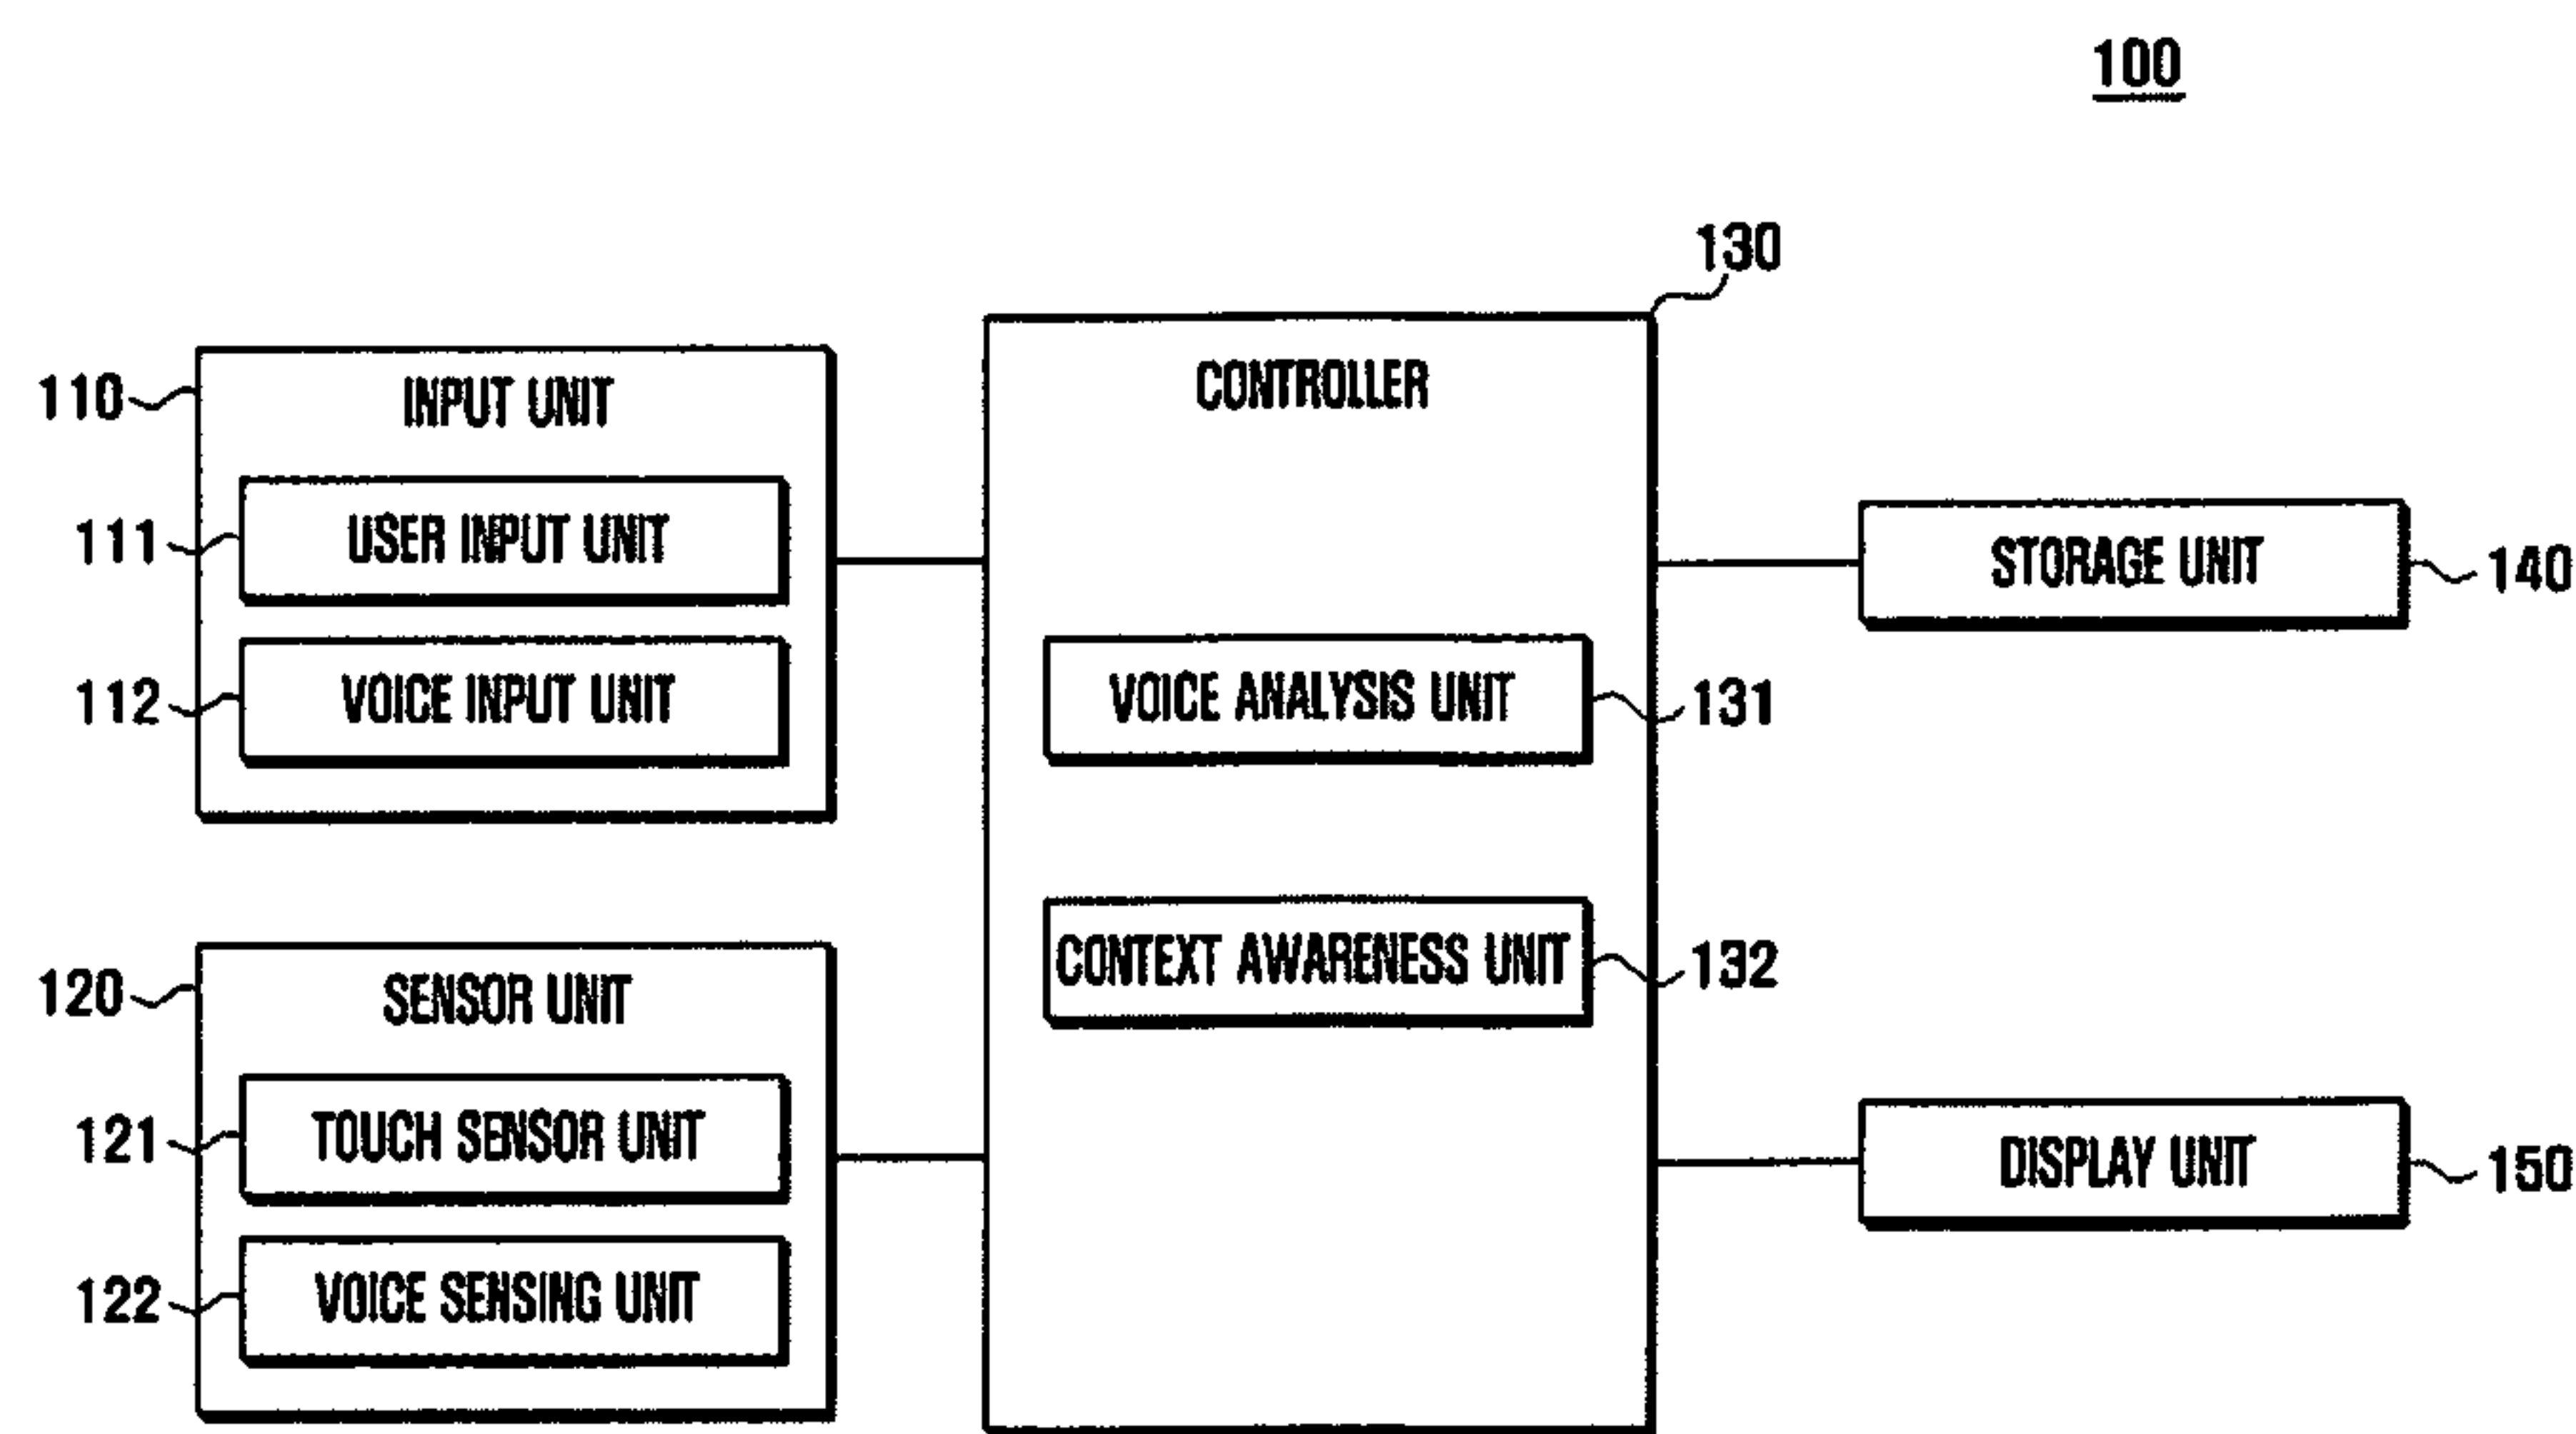 100
130
110
INPUT UNIT
CONTROLLER
111
USER INPUT UNIT
STORAGE UNIT
140
112
VOICE INPUT UNIT
VOICE ANALYSIS UNIT
131
CONTEXT AWARENESS UNIT
132
120
SENSOR UNIT
121
TOUCH SENSOR UNIT
DISPLAY UNIT
150
122
VOICE SENSING UNIT